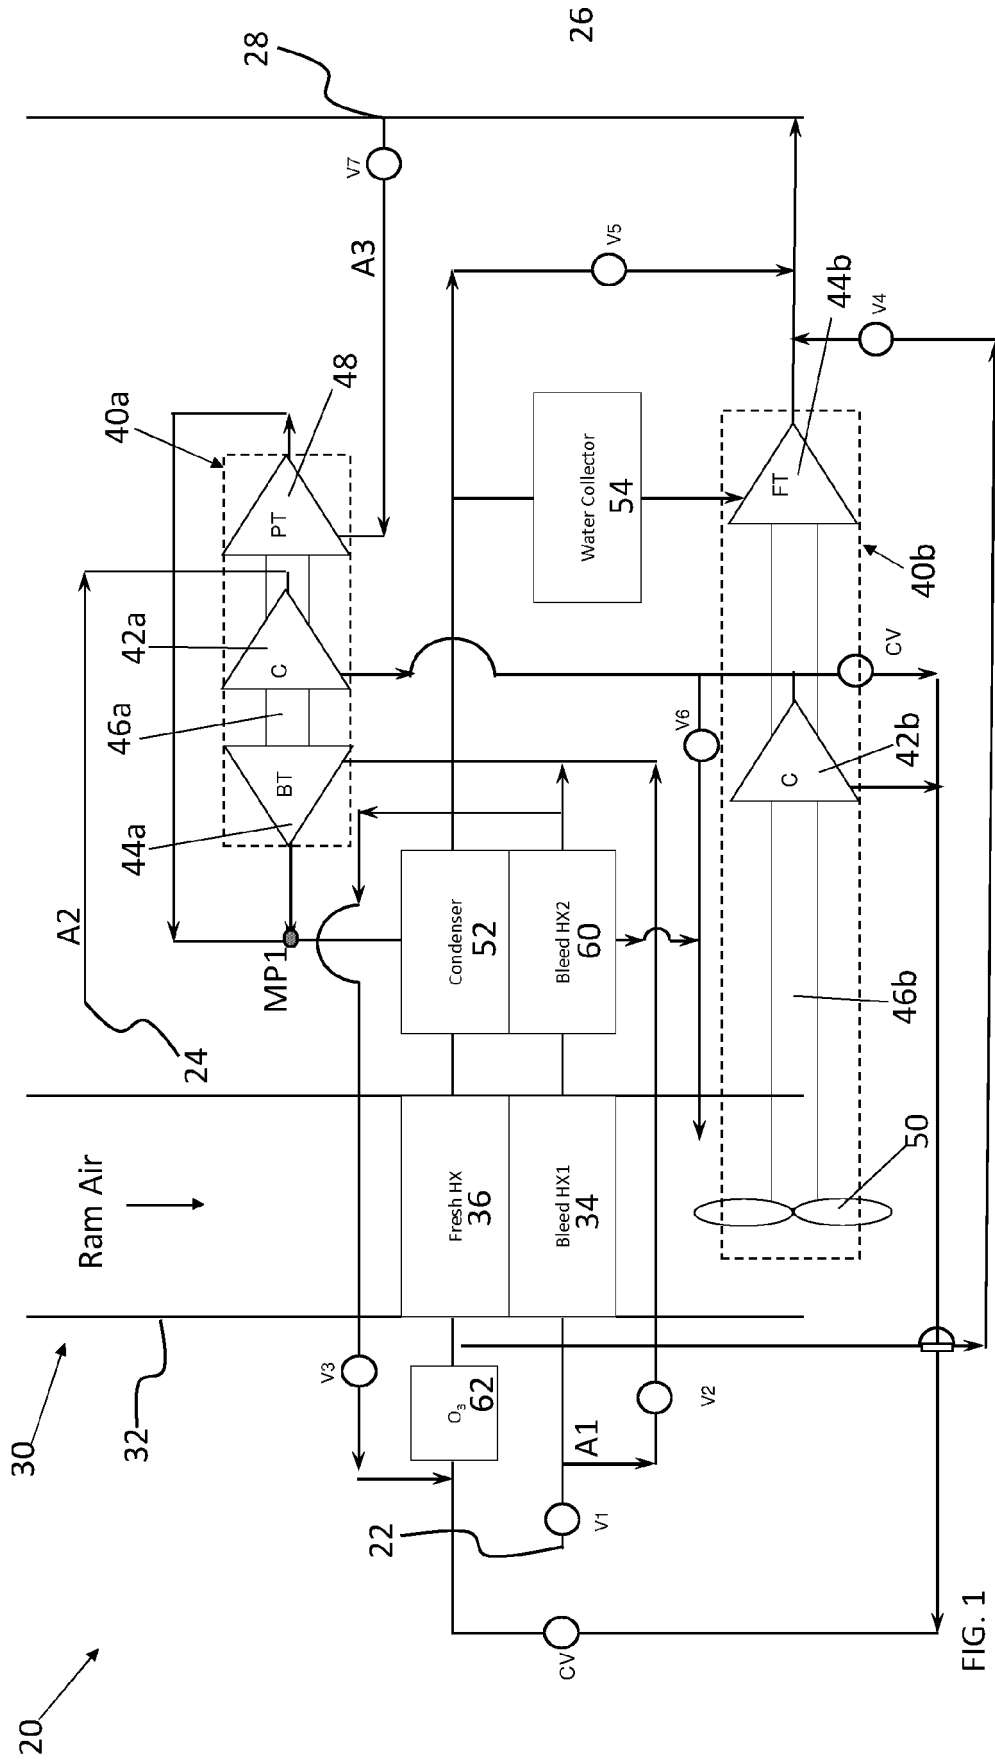 20
30
32
Ram Air
22
24
A2
MP1
44a
46a
42a
40a
48
28
26
V7
A3
BT
C
PT
V3
O₃
62
Fresh HX
36
Condenser
52
Water Collector
54
V5
A1
V1
V2
Bleed HX1
34
Bleed HX2
60
V6
CV
50
46b
C
42b
CV
FT
44b
40b
V4
FIG. 1